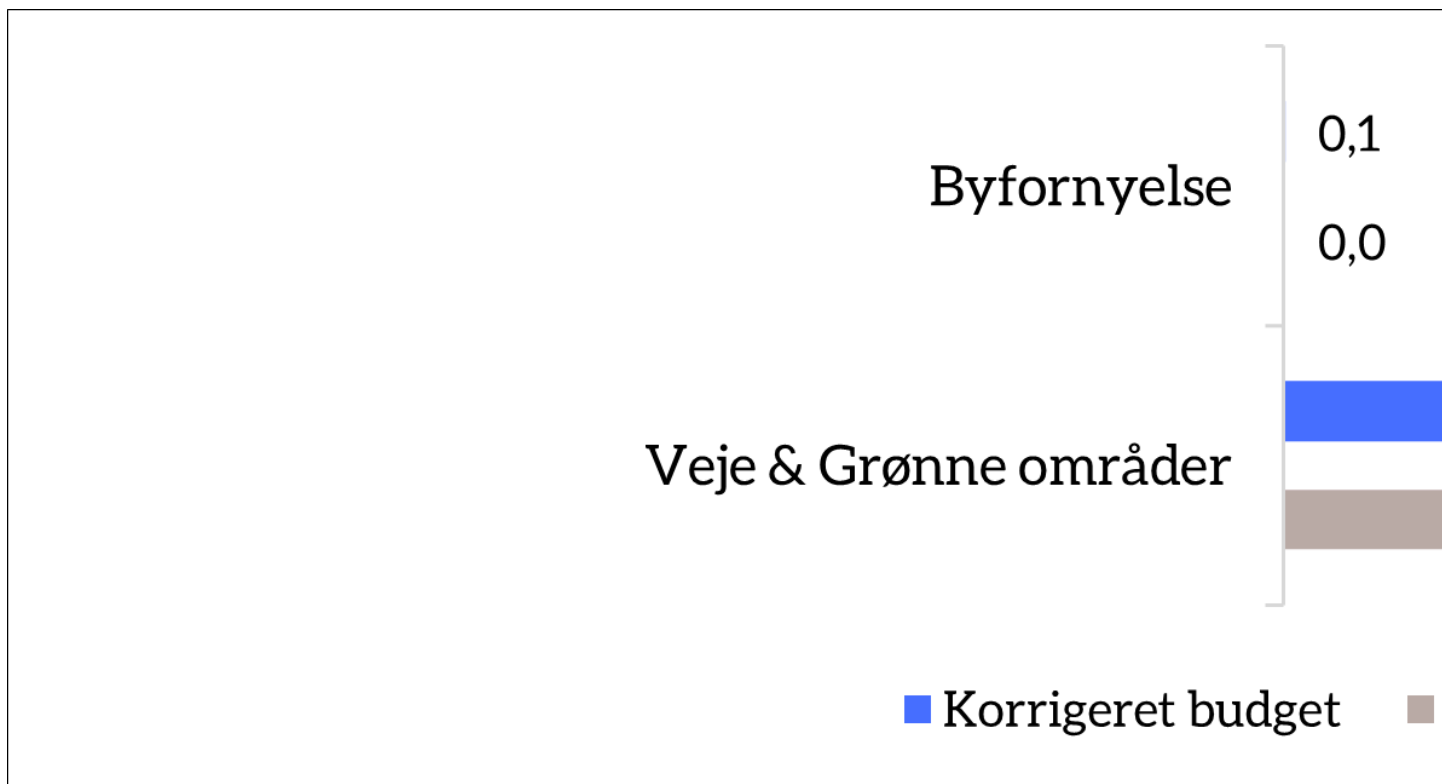 0,1
Byfornyelse
0,0
Veje & Grønne områder
Korrigeret budget